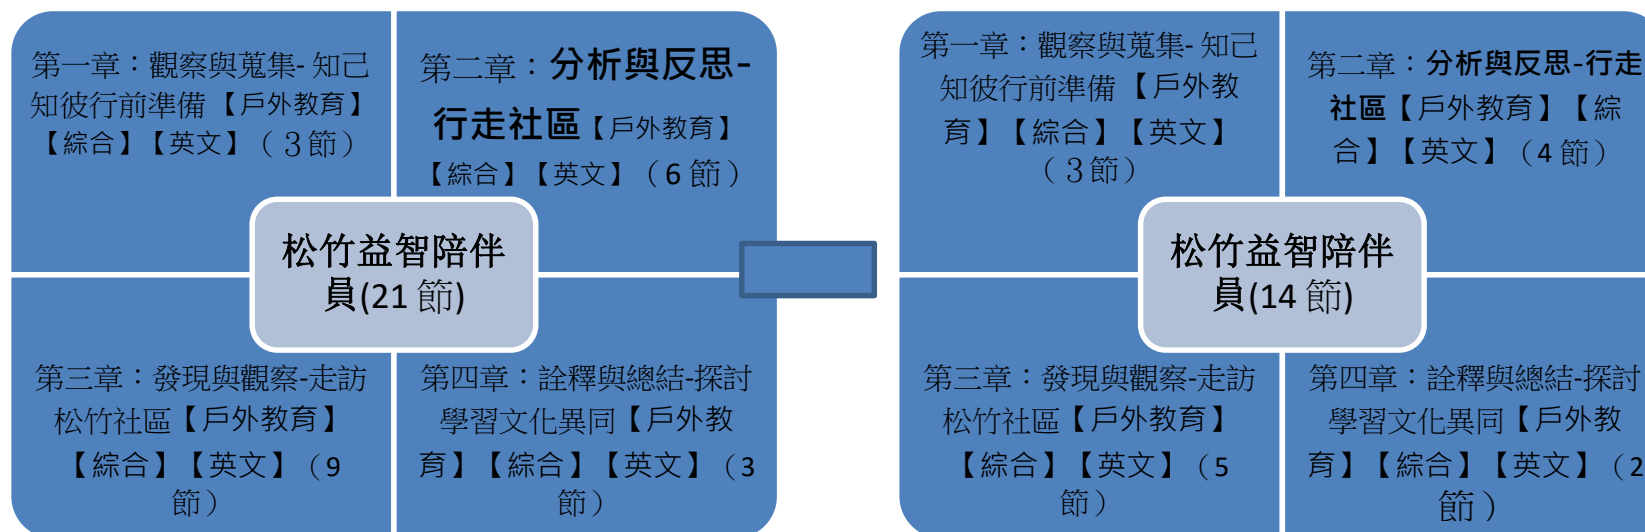 第一章：觀察與蒐集- 知己
知彼行前準備【戶外教育】
【綜合】【英文】（３節）
第二章：分析與反思-
行走社區【戶外教育】
【綜合】【英文】（6 節）
松竹益智陪伴
員(21 節)
第三章：發現與觀察-走訪
松竹社區【戶外教育】
【綜合】【英文】（9
節）
第四章：詮釋與總結-探討
學習文化異同【戶外教
育】【綜合】【英文】（3
節）
第一章：觀察與蒐集- 知己
知彼行前準備【戶外教
育】【綜合】【英文】
（３節）
第二章：分析與反思-行走
社區【戶外教育】【綜
合】【英文】（4 節）
松竹益智陪伴
員(14 節)
第三章：發現與觀察-走訪
松竹社區【戶外教育】
【綜合】【英文】（5
節）
第四章：詮釋與總結-探討
學習文化異同【戶外教
育】【綜合】【英文】（2
節）